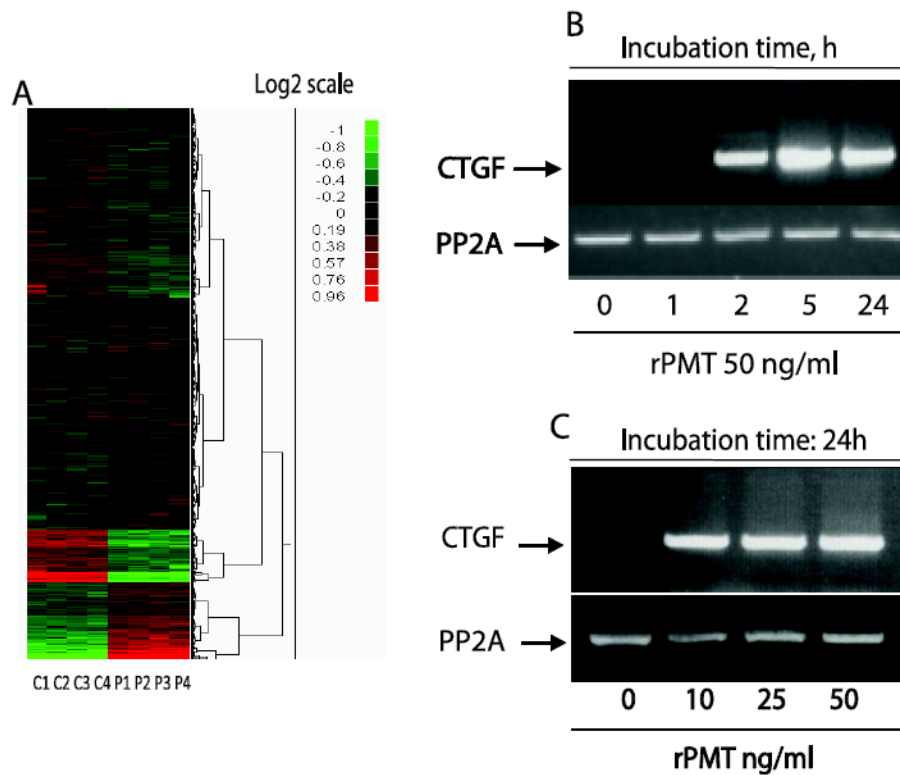 A
Log2 scale
-1
-0.8
-0.6
-0.4
-0.2
0
0.19
0.38
0.57
0.76
0.96
C1 C2 C3 C4 P1 P2 P3 P4
B
Incubation time, h
CTGF
PP2A
0 1 2 5 24
rPMT 50 ng/ml
C
Incubation time: 24h
CTGF
PP2A
0 10 25 50
rPMT ng/ml